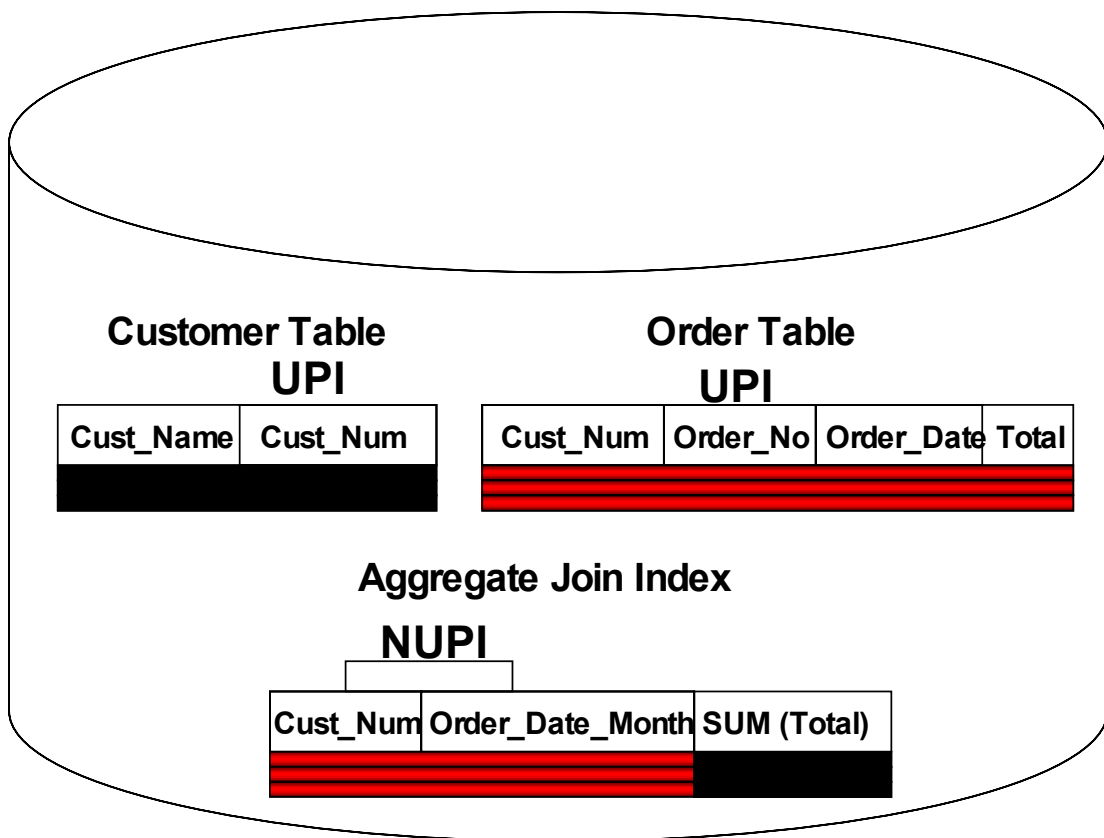 Customer Table
UPI
Cust_Name Cust_Num
Order Table
UPI
Cust_Num Order_No Order_Date Total
Aggregate Join Index
NUPI
Cust_Num Order_Date_Month SUM (Total)